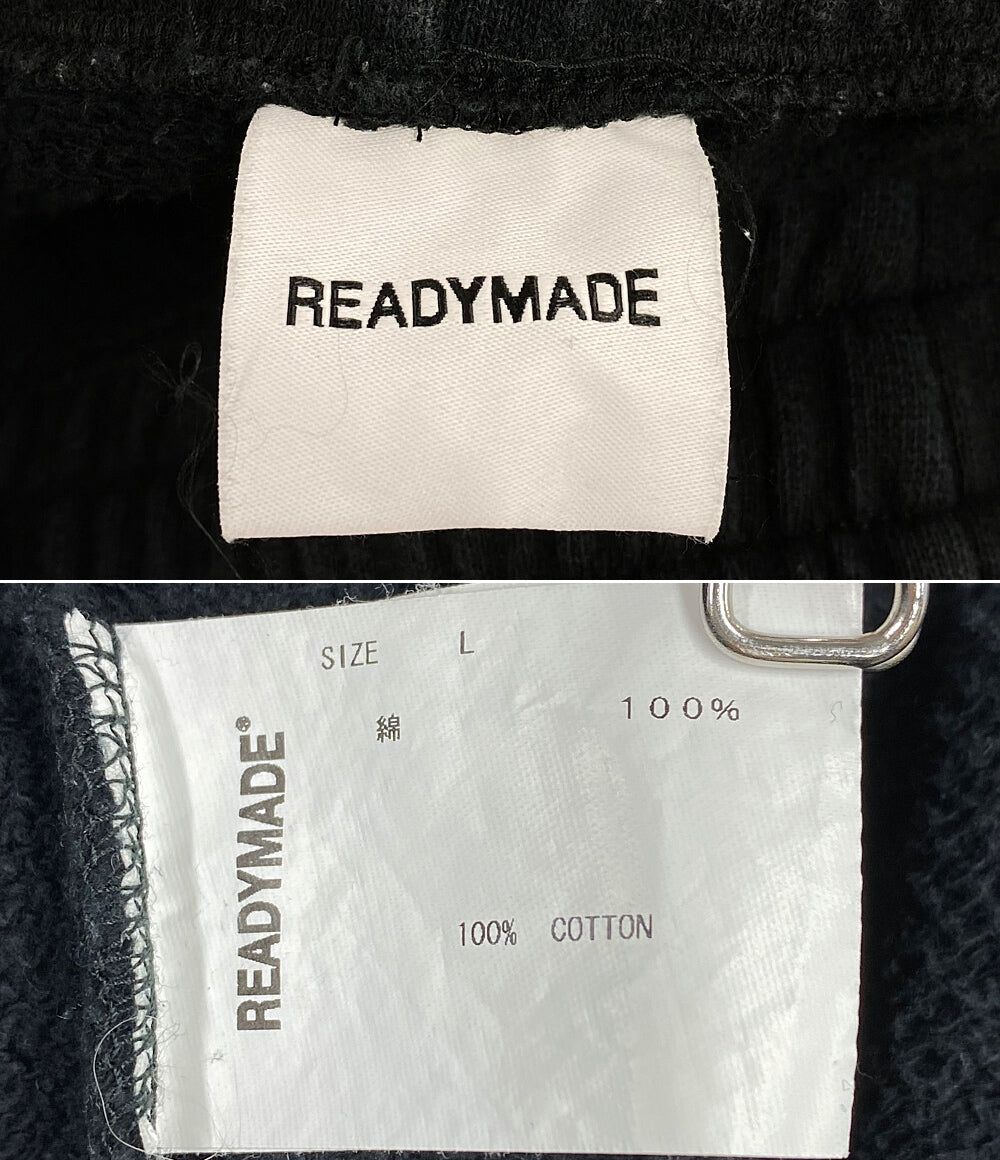 READYMADE
SIZE L
綿 100%
READYMADE®
100% COTTON